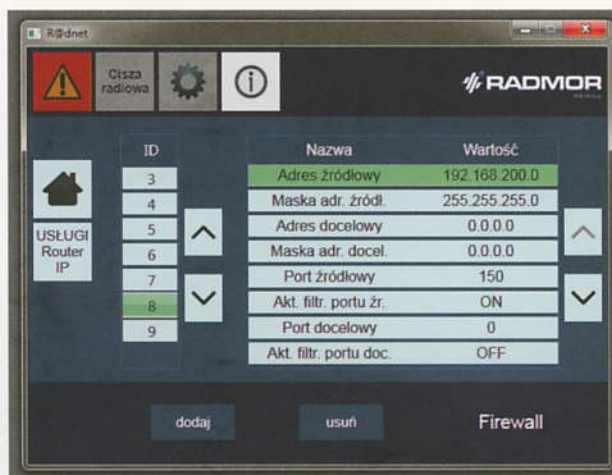 R@dnet
Cisza
radiowa
RADMOR
ID
Nazwa
Wartość
3
Adres źródłowy
192.168.200.0
4
Maska adr. źródł.
255.255.255.0
5
Adres docelowy
0.0.0.0
USŁUGI
Router
IP
6
Maska adr. docel.
0.0.0.0
7
Port źródłowy
150
8
Akt. filtr. portu źr.
ON
9
Port docelowy
0
Akt. filtr. portu doc.
OFF
dodaj
usuń
Firewall